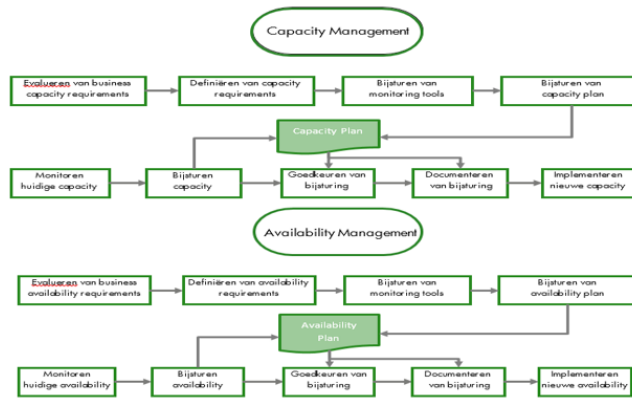 Capacity Management
Evalueren van business
capacity requirements
Definiëren van capacity
requirements
Bijsturen van
monitoring tools
Bijsturen van
capacity plan
Capacity Plan
Monitoren
huidige capacity
Bijsturen
capacity
Goedkeuren van
bijsturing
Documenteren
van bijsturing
Implementeren
nieuwe capacity
Availability Management
Evalueren van business
availability requirements
Definiëren van availability
requirements
Bijsturen van
monitoring tools
Bijsturen van
availability plan
Availability
Plan
Monitoren
huidige availability
Bijsturen
availability
Goedkeuren van
bijsturing
Documenteren
van bijsturing
Implementeren
nieuwe availability